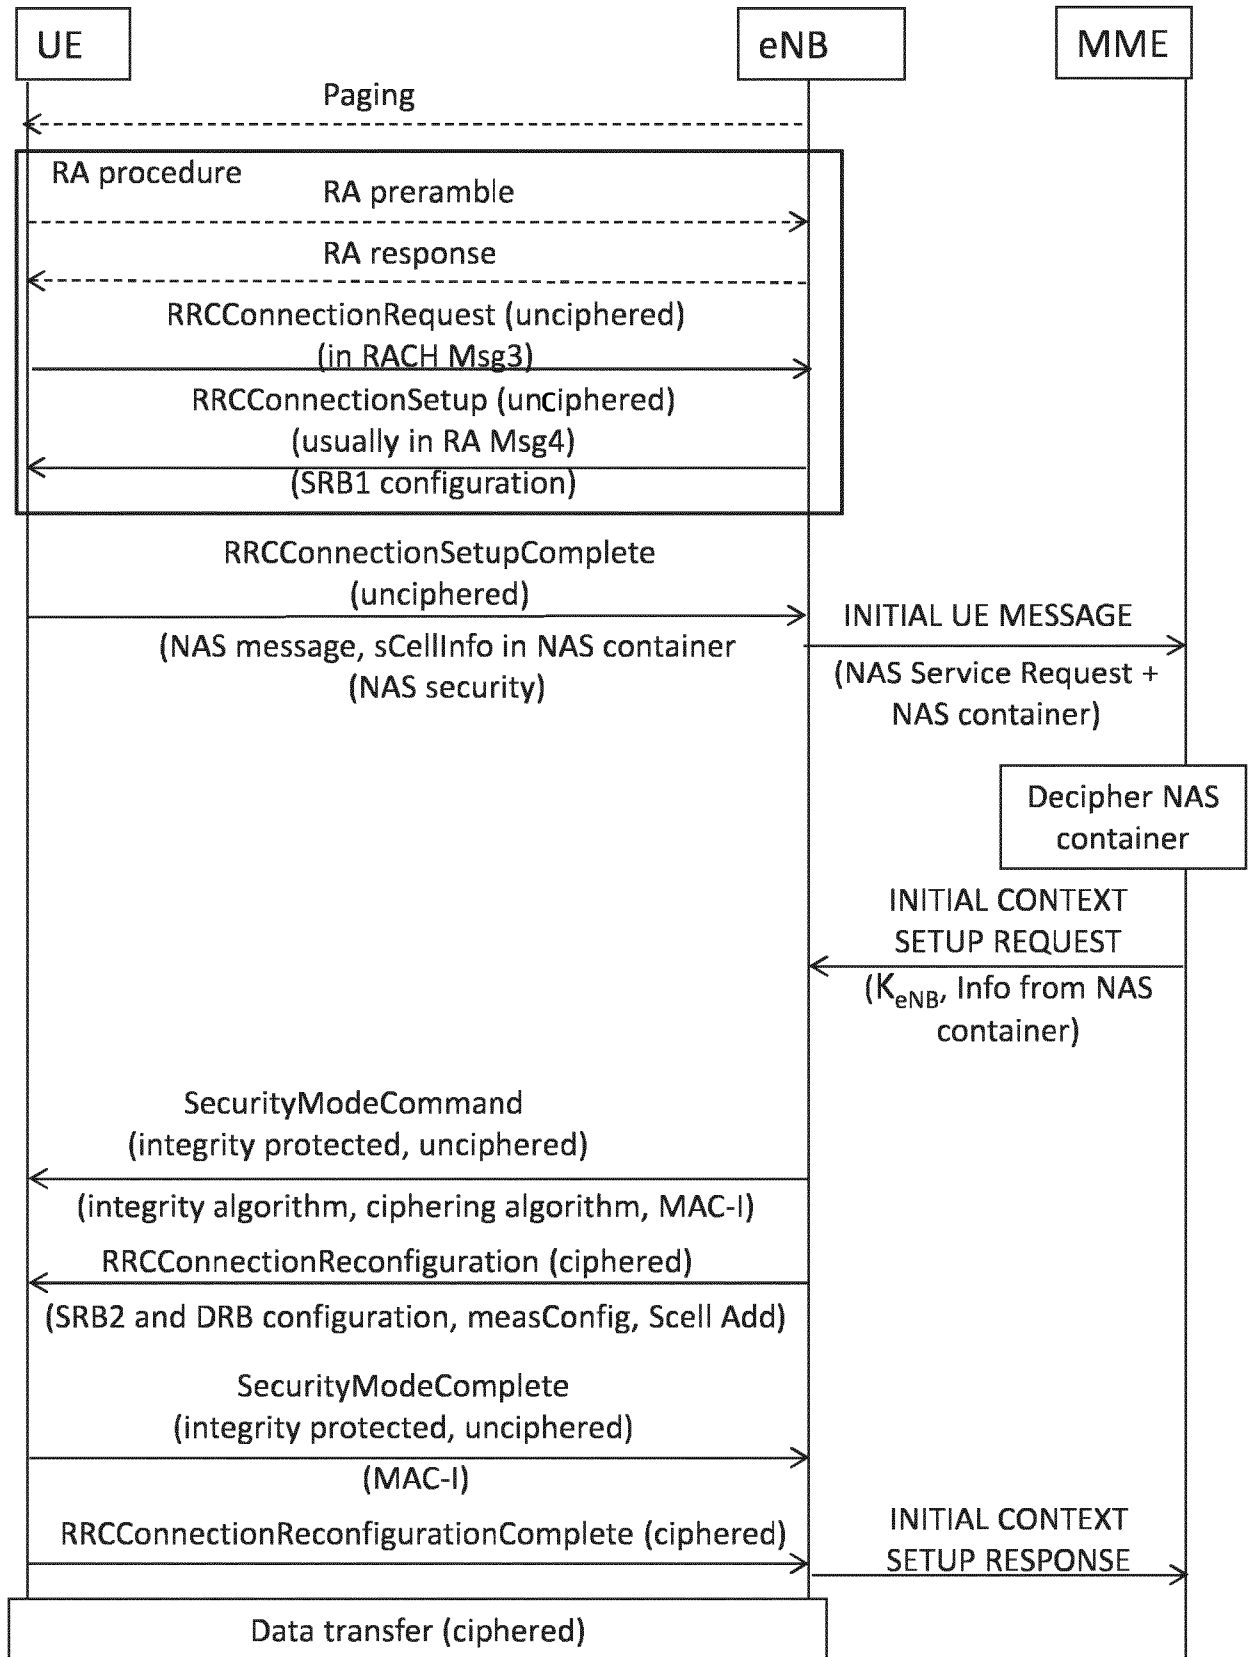 UE
eNB
MME
Paging
RA procedure
RA preramble
RA response
RRCConnectionRequest (unciphered)
(in RACH Msg3)
RRCConnectionSetup (unciphered)
(usually in RA Msg4)
(SRB1 configuration)
RRCConnectionSetupComplete
(unciphered)
(NAS message, sCellInfo in NAS container
(NAS security)
INITIAL UE MESSAGE
(NAS Service Request +
NAS container)
Decipher NAS
container
INITIAL CONTEXT
SETUP REQUEST
(KeNB, Info from NAS
container)
SecurityModeCommand
(integrity protected, unciphered)
(integrity algorithm, ciphering algorithm, MAC-I)
RRCConnectionReconfiguration (ciphered)
(SRB2 and DRB configuration, measConfig, Scell Add)
SecurityModeComplete
(integrity protected, unciphered)
(MAC-I)
RRCConnectionReconfigurationComplete (ciphered)
INITIAL CONTEXT
SETUP RESPONSE
Data transfer (ciphered)